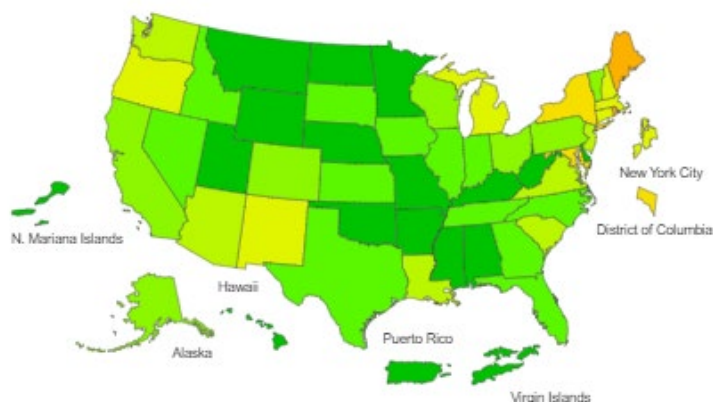 New York City
District of Columbia
N. Mariana Islands
Hawaii
Alaska
Puerto Rico
Virgin Islands